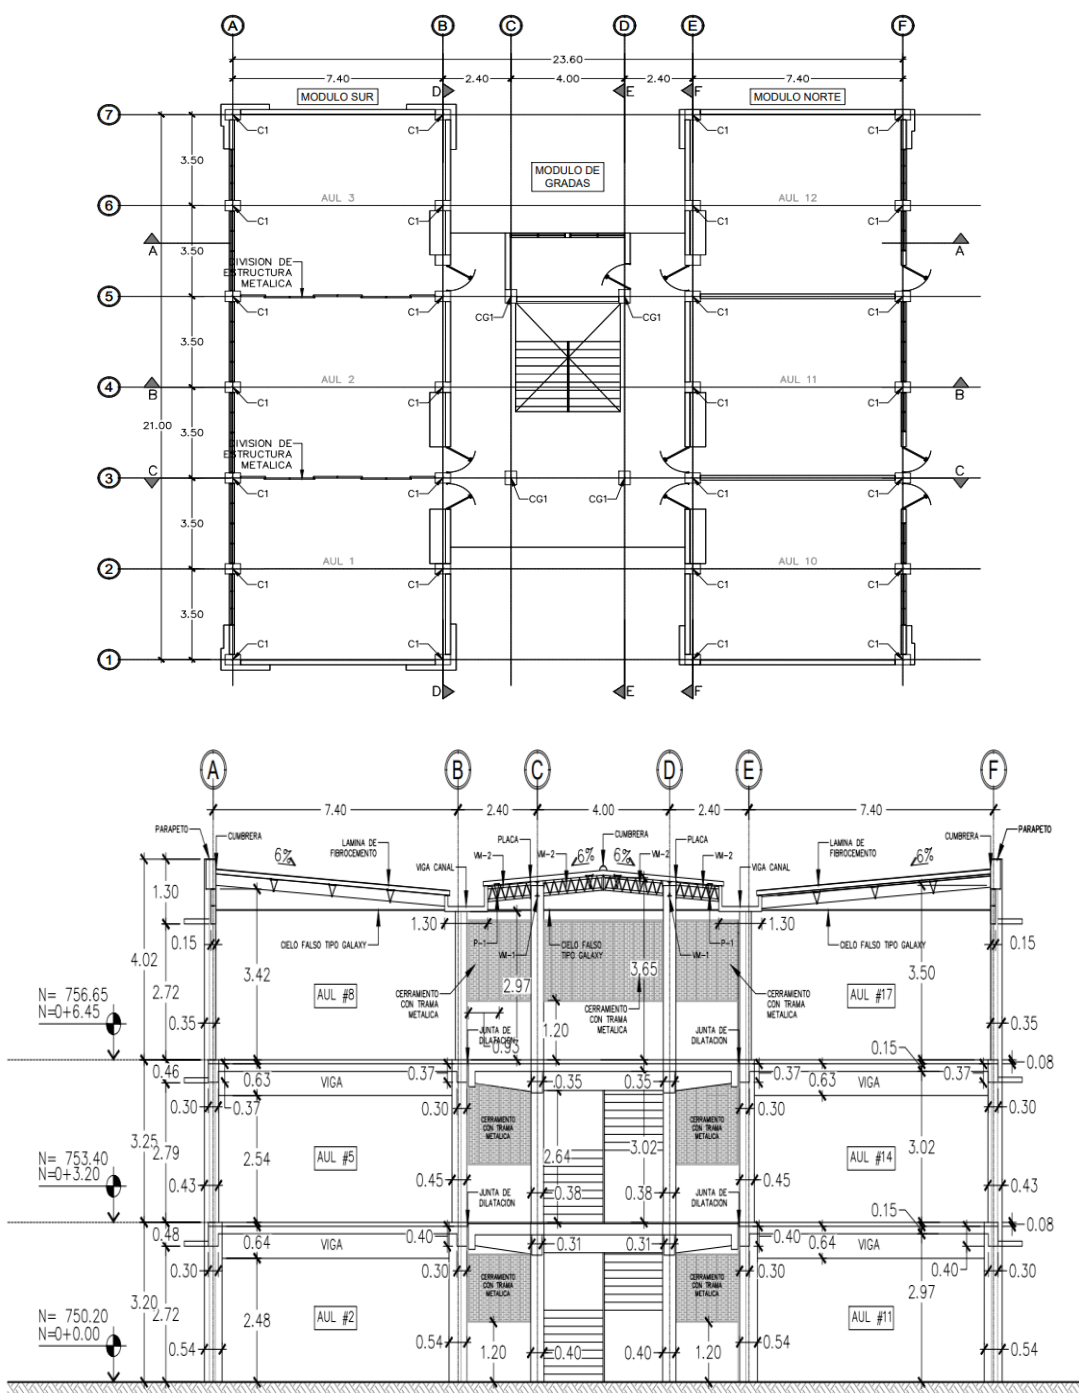 A B C D E F
23.60
7.40 2.40 4.00 2.40 7.40
MODULO SUR D E F MODULO NORTE
7
C1 C1 C1 C1
3.50
MODULO DE
GRADAS
AUL 3 AUL 12
6
C1 C1 C1 C1
A A
3.50
DIVISION DE
ESTRUCTURA
METALICA
5
C1 C1 CG1 CG1 C1 C1
3.50
AUL 2 AUL 11
4
B B
C1 C1 C1 C1
21.00
3.50
DIVISION DE
ESTRUCTURA
METALICA
C C
3
C1 C1 CG1 CG1 C1 C1
3.50
AUL 1 AUL 10
2
C1 C1 C1 C1
3.50
C1 C1 C1 C1
1
D E F
A B C D E F
7.40 2.40 4.00 2.40 7.40
PARAPETO CUMBRERA LAMINA DE
FIBROCEMENTO
PLACA CUMBRERA PLACA
LAMINA DE
FIBROCEMENTO
CUMBRERA PARAPETO
6% VM-2 VM-2 6% 6% VM-2 VM-2 6%
VIGA CANAL VIGA CANAL
1.30 1.30 1.30
0.15 CIELO FALSO TIPO GALAXY P-1 VM-1 CIELO FALSO
TIPO GALAXY
VM-1 P-1 CIELO FALSO TIPO GALAXY 0.15
4.02 3.42 2.97 3.65 3.50
N= 756.65
N=0+6.45
2.72 AUL #8 CERRAMIENTO
CON TRAMA
METALICA
CERRAMIENTO
CON TRAMA
METALICA
CERRAMIENTO
CON TRAMA
METALICA
AUL #17
0.35 JUNTA DE
DILATACION
0.93 1.20 JUNTA DE
DILATACION
0.15 0.35
0.08
0.46 0.63 VIGA 0.37 0.35 0.35 0.37 0.63 VIGA 0.37
0.30 0.37 0.30 0.30 0.30
CERRAMIENTO
CON TRAMA
METALICA
CERRAMIENTO
CON TRAMA
METALICA
3.25 2.79 2.54 2.64 3.02 3.02
N= 753.40
N=0+3.20
AUL #5 AUL #14
0.43 0.45 0.38 0.38 0.45 0.43
JUNTA DE
DILATACION
JUNTA DE
DILATACION
0.15 0.08
0.48 0.64 VIGA 0.40 0.31 0.31 0.40 0.64 VIGA 0.40
0.30 0.30 0.30 0.30
CERRAMIENTO
CON TRAMA
METALICA
CERRAMIENTO
CON TRAMA
METALICA
3.20 2.72 2.48 2.97
N= 750.20
N=0+0.00
AUL #2 AUL #11
0.54 0.54 1.20 0.40 0.40 1.20 0.54 0.54